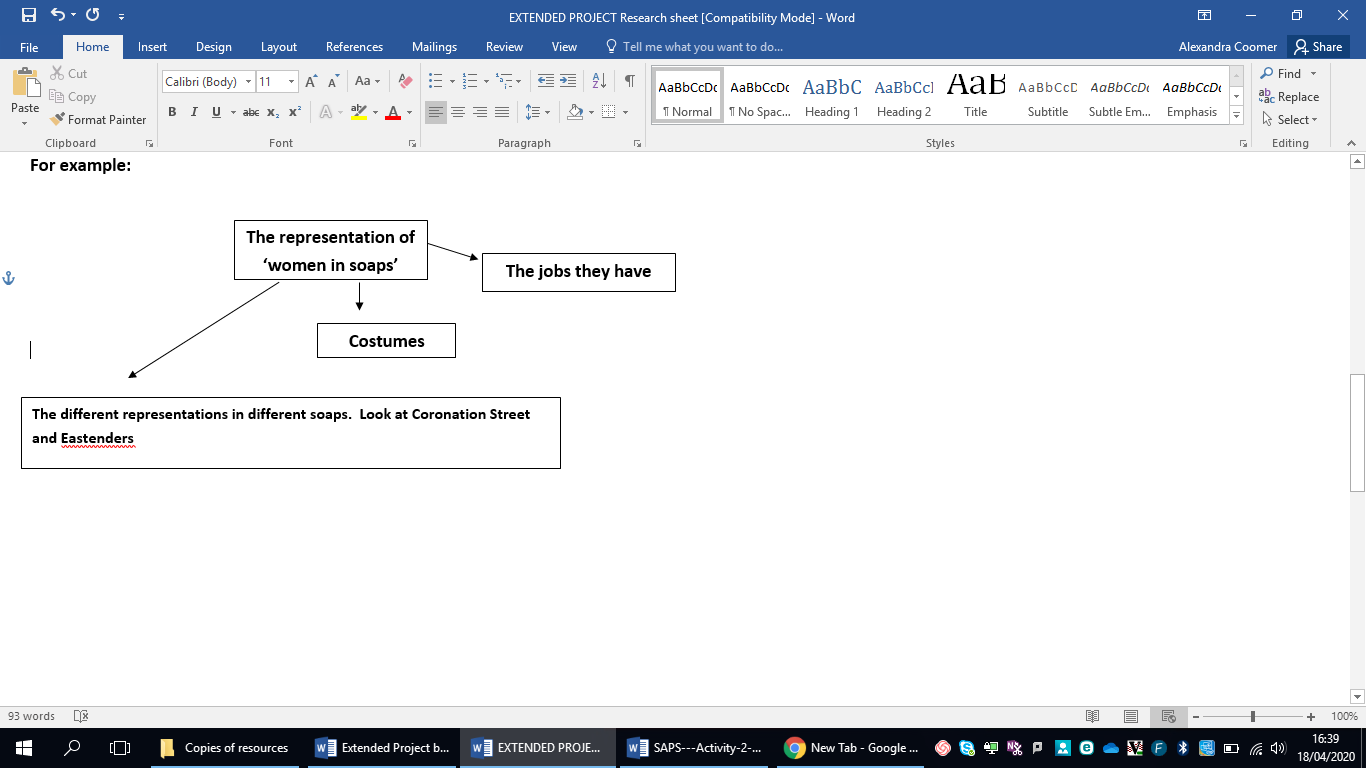 EXTENDED PROJECT Research sheet [Compatibility Mode] - Word
File Home Insert Design Layout References Mailings Review View Tell me what you want to do... Alexandra Coomer Share
Paste
Cut
Copy
Format Painter
Clipboard
Calibri (Body) 11
Font
Paragraph
AaBbCcDc AaBbCcDc AaBbC AaBbCcI AaB AaBbCcD AaBbCcDc AaBbCcDc
¶ Normal ¶ No Spac... Heading 1 Heading 2 Title Subtitle Subtle Em... Emphasis
Styles
Find
Replace
Select
Editing
For example:
The representation of
‘women in soaps’
The jobs they have
Costumes
The different representations in different soaps. Look at Coronation Street
and Eastenders
93 words
100%
Copies of resources Extended Project b... EXTENDED PROJE... SAPS---Activity-2-... New Tab - Google ...
16:39
18/04/2020